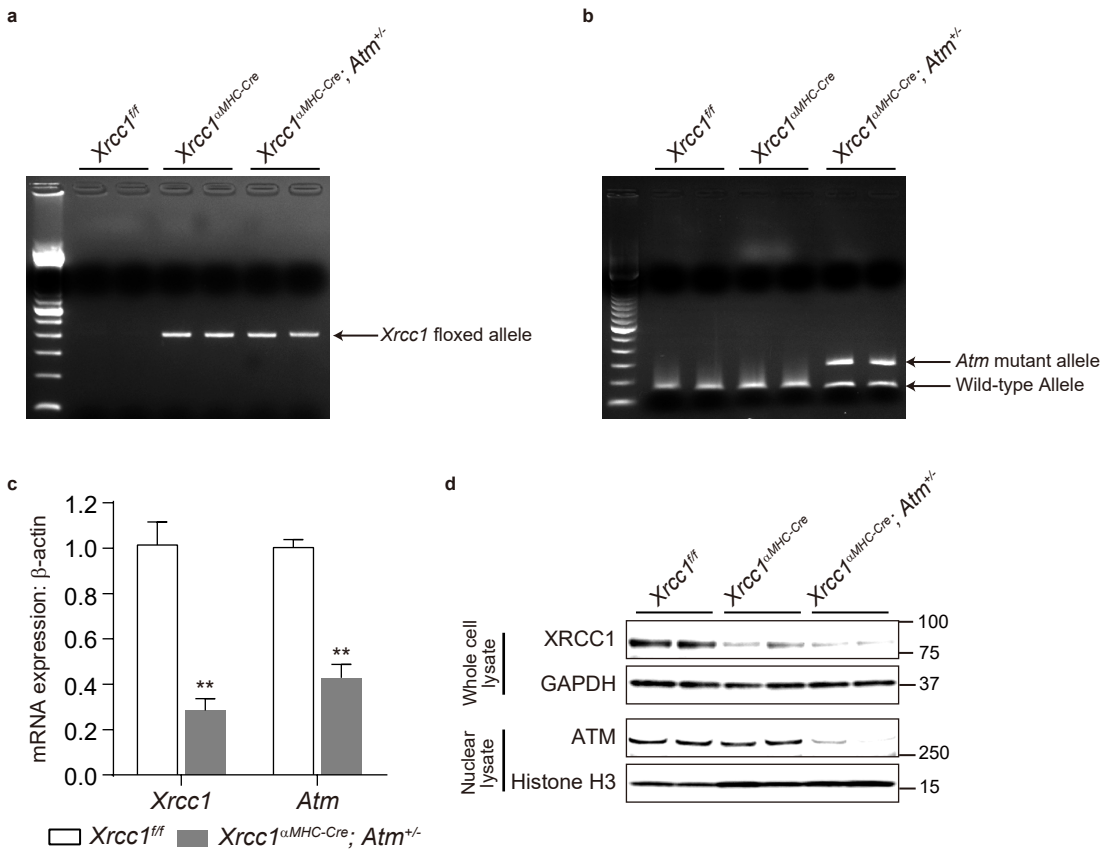 a
Xrcc1f/f
Xrcc1αMHC-Cre
Xrcc1αMHC-Cre; Atm+/-
Xrcc1 floxed allele
b
Xrcc1f/f
Xrcc1αMHC-Cre
Xrcc1αMHC-Cre; Atm+/-
Atm mutant allele
Wild-type Allele
c
mRNA expression: β-actin
1.2
1.0
0.8
0.6
0.4
0.2
0.0
**
**
Xrcc1
Atm
Xrcc1f/f
Xrcc1αMHC-Cre; Atm+/-
d
Xrcc1f/f
Xrcc1αMHC-Cre
Xrcc1αMHC-Cre; Atm+/-
Whole cell
lysate
XRCC1
100
75
GAPDH
37
Nuclear
lysate
ATM
250
Histone H3
15